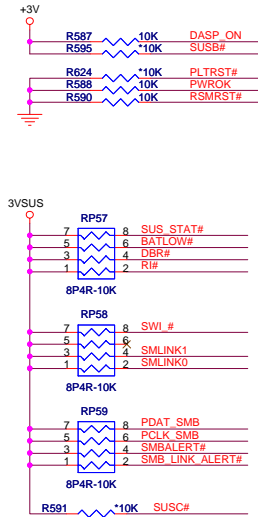 +3V
R587 10K DASP_ON
R595 *10K SUSB#
R624 *10K PLTRST#
R588 10K PWROK
R590 10K RSMRST#
3VSUS
RP57
7 8 SUS_STAT#
5 6 BATLOW#
3 4 DBR#
1 2 RI#
8P4R-10K
RP58
7 8 SWI_#
5 6
3 4 SMLINK1
1 2 SMLINK0
8P4R-10K
RP59
7 8 PDAT_SMB
5 6 PCLK_SMB
3 4 SMBALERT#
1 2 SMB_LINK_ALERT#
8P4R-10K
R591 *10K SUSC#